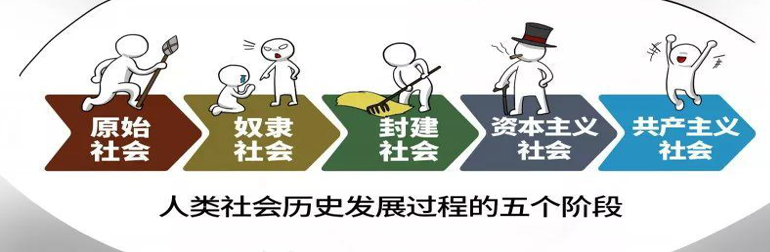 原始
社会
奴隶
社会
封建
社会
资本主义
社会
共产主义
社会
人类社会历史发展过程的五个阶段